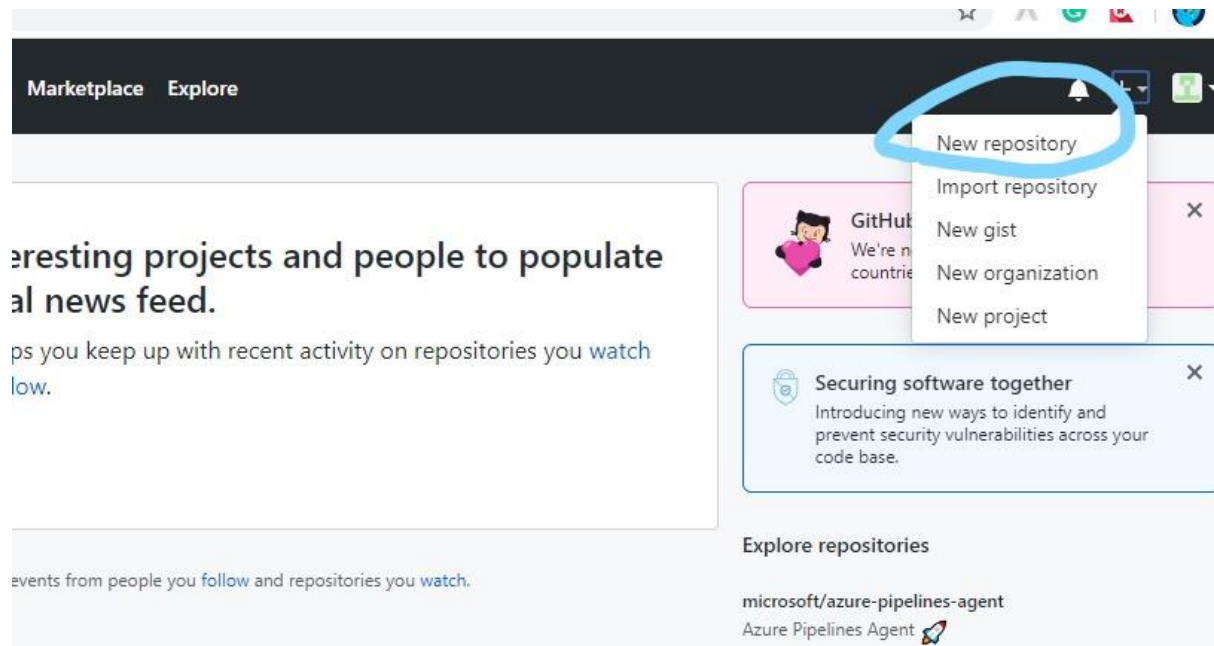 Marketplace Explore
New repository
Import repository
New gist
New organization
New project
eresting projects and people to populate
al news feed.
ps you keep up with recent activity on repositories you watch
low.
events from people you follow and repositories you watch.
GitHub
We're n
countrie
Securing software together
Introducing new ways to identify and
prevent security vulnerabilities across your
code base.
Explore repositories
microsoft/azure-pipelines-agent
Azure Pipelines Agent 🚀